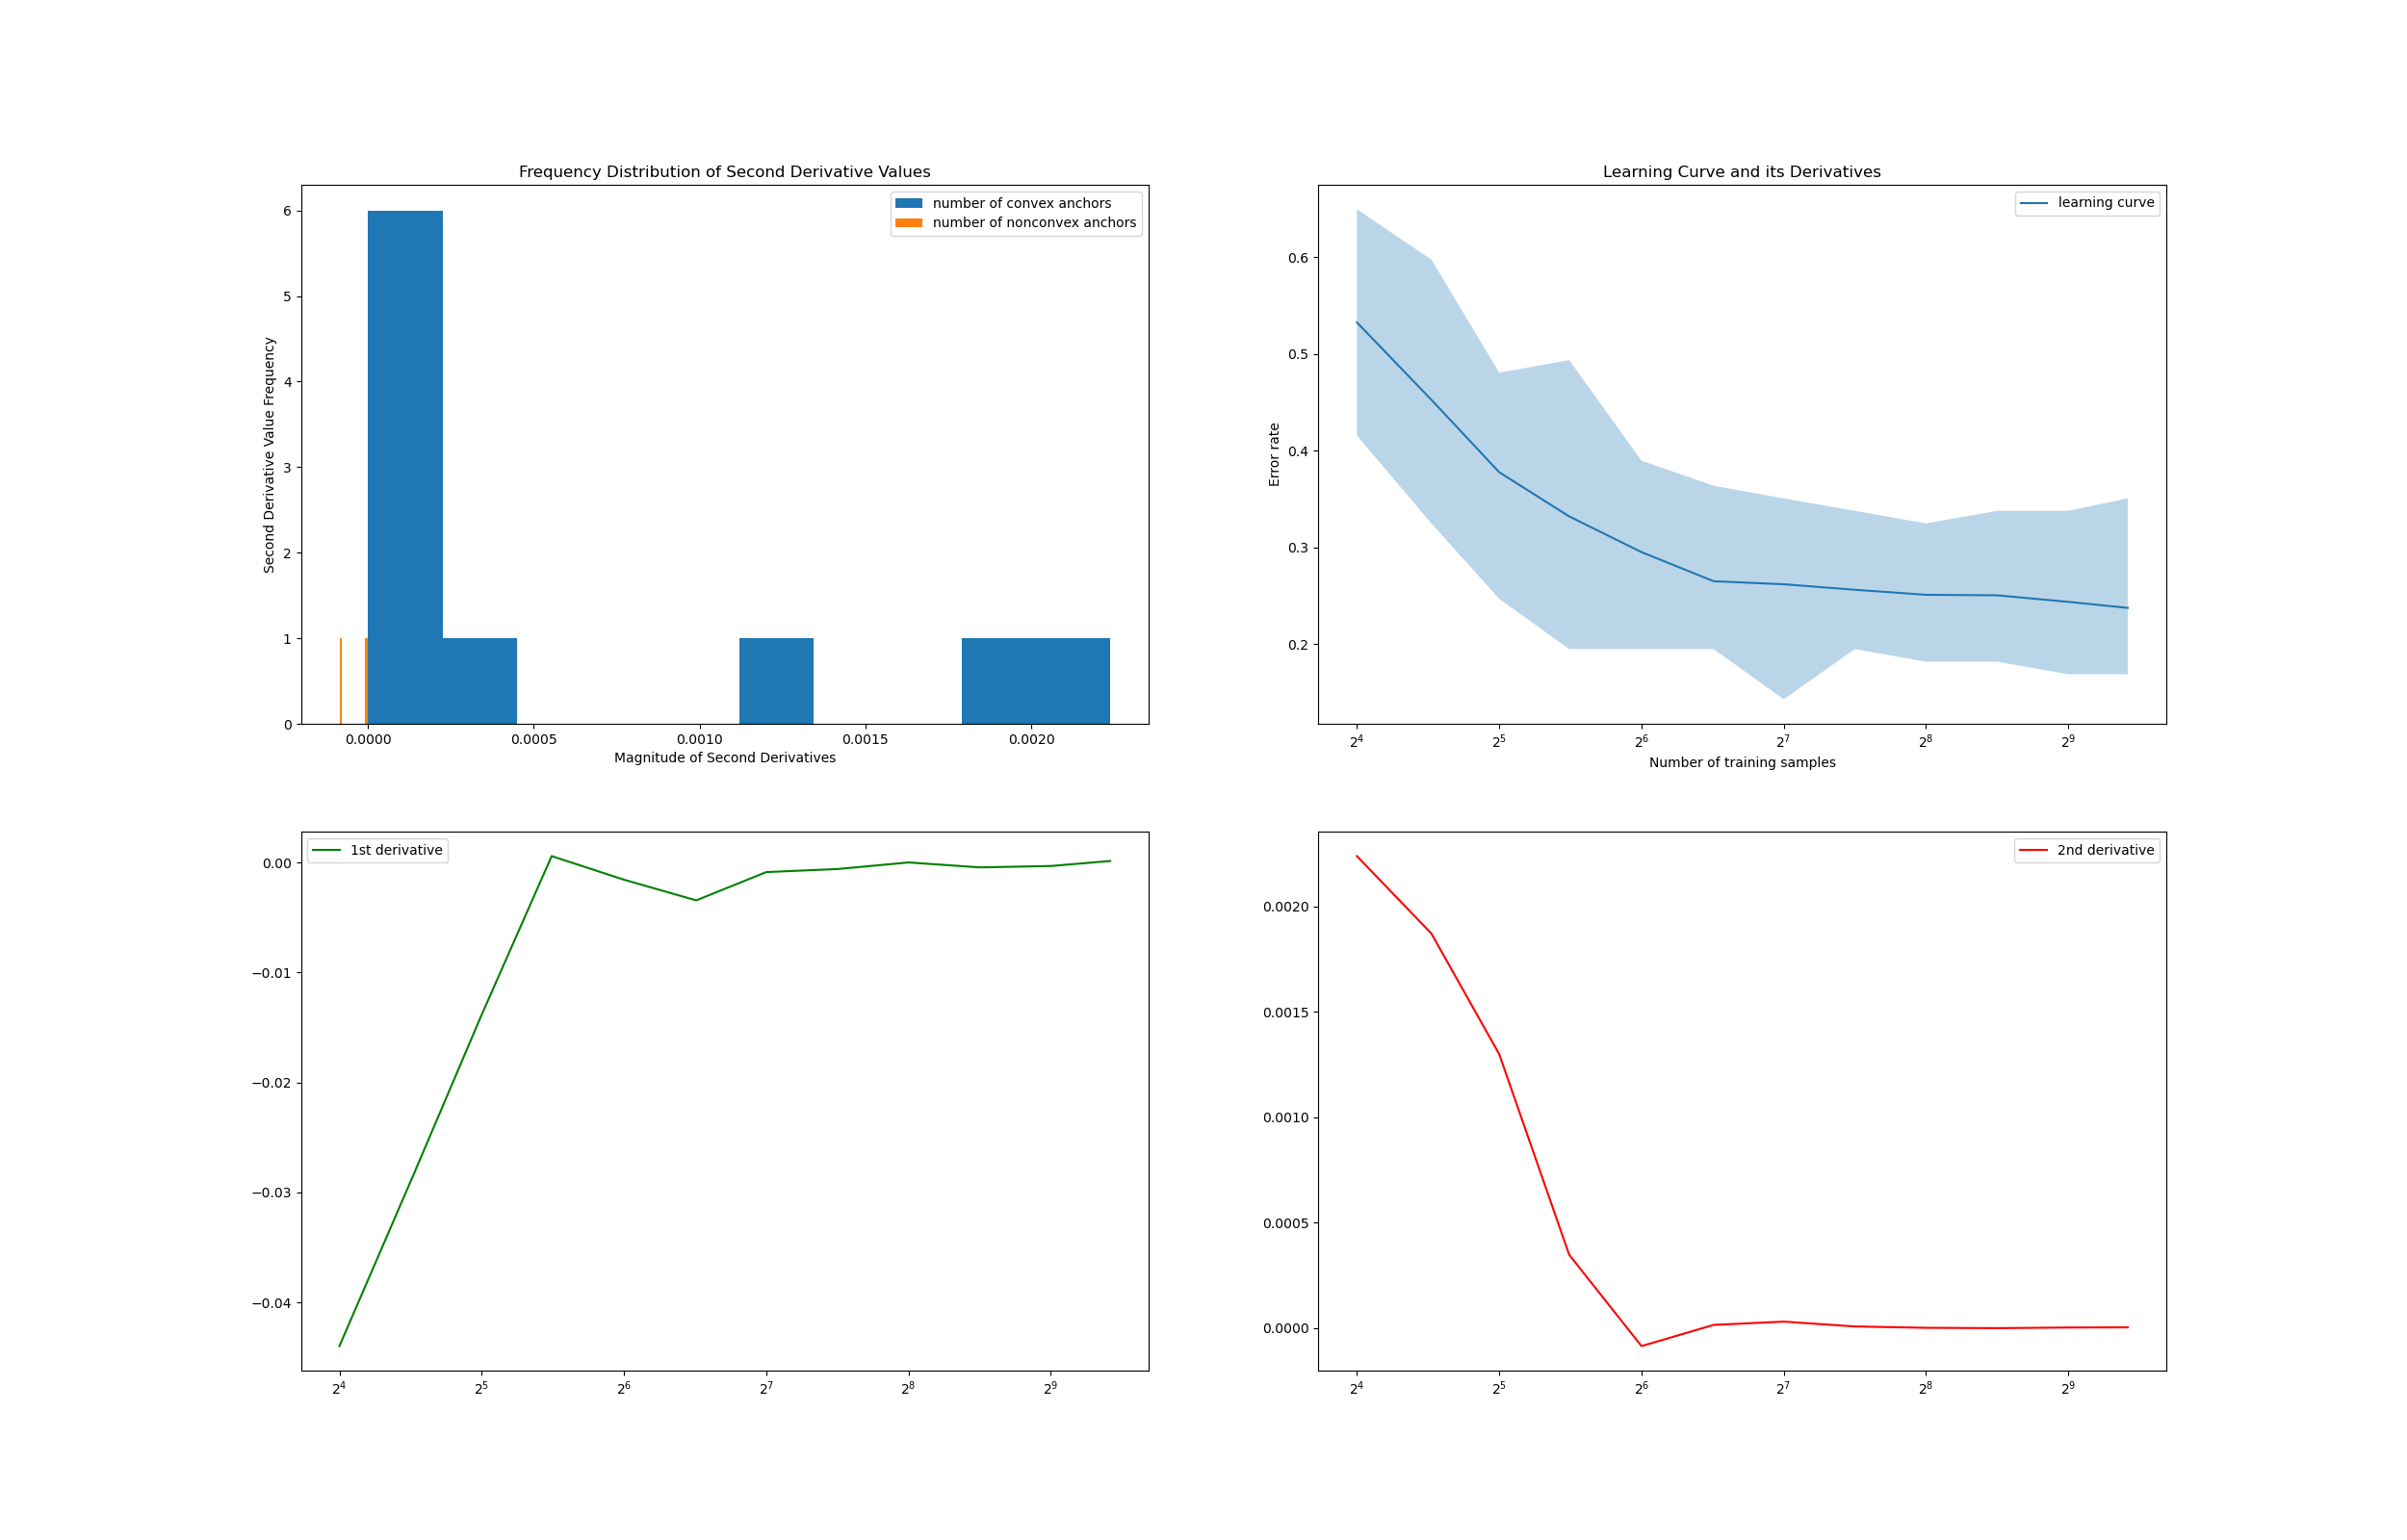 Frequency Distribution of Second Derivative Values
number of convex anchors
number of nonconvex anchors
Second Derivative Value Frequency
6
5
4
3
2
1
0
0.0000 0.0005 0.0010 0.0015 0.0020
Magnitude of Second Derivatives
Learning Curve and its Derivatives
learning curve
Error rate
0.6
0.5
0.4
0.3
0.2
2⁴ 2⁵ 2⁶ 2⁷ 2⁸ 2⁹
Number of training samples
1st derivative
0.00
−0.01
−0.02
−0.03
−0.04
2⁴ 2⁵ 2⁶ 2⁷ 2⁸ 2⁹
2nd derivative
0.0020
0.0015
0.0010
0.0005
0.0000
2⁴ 2⁵ 2⁶ 2⁷ 2⁸ 2⁹